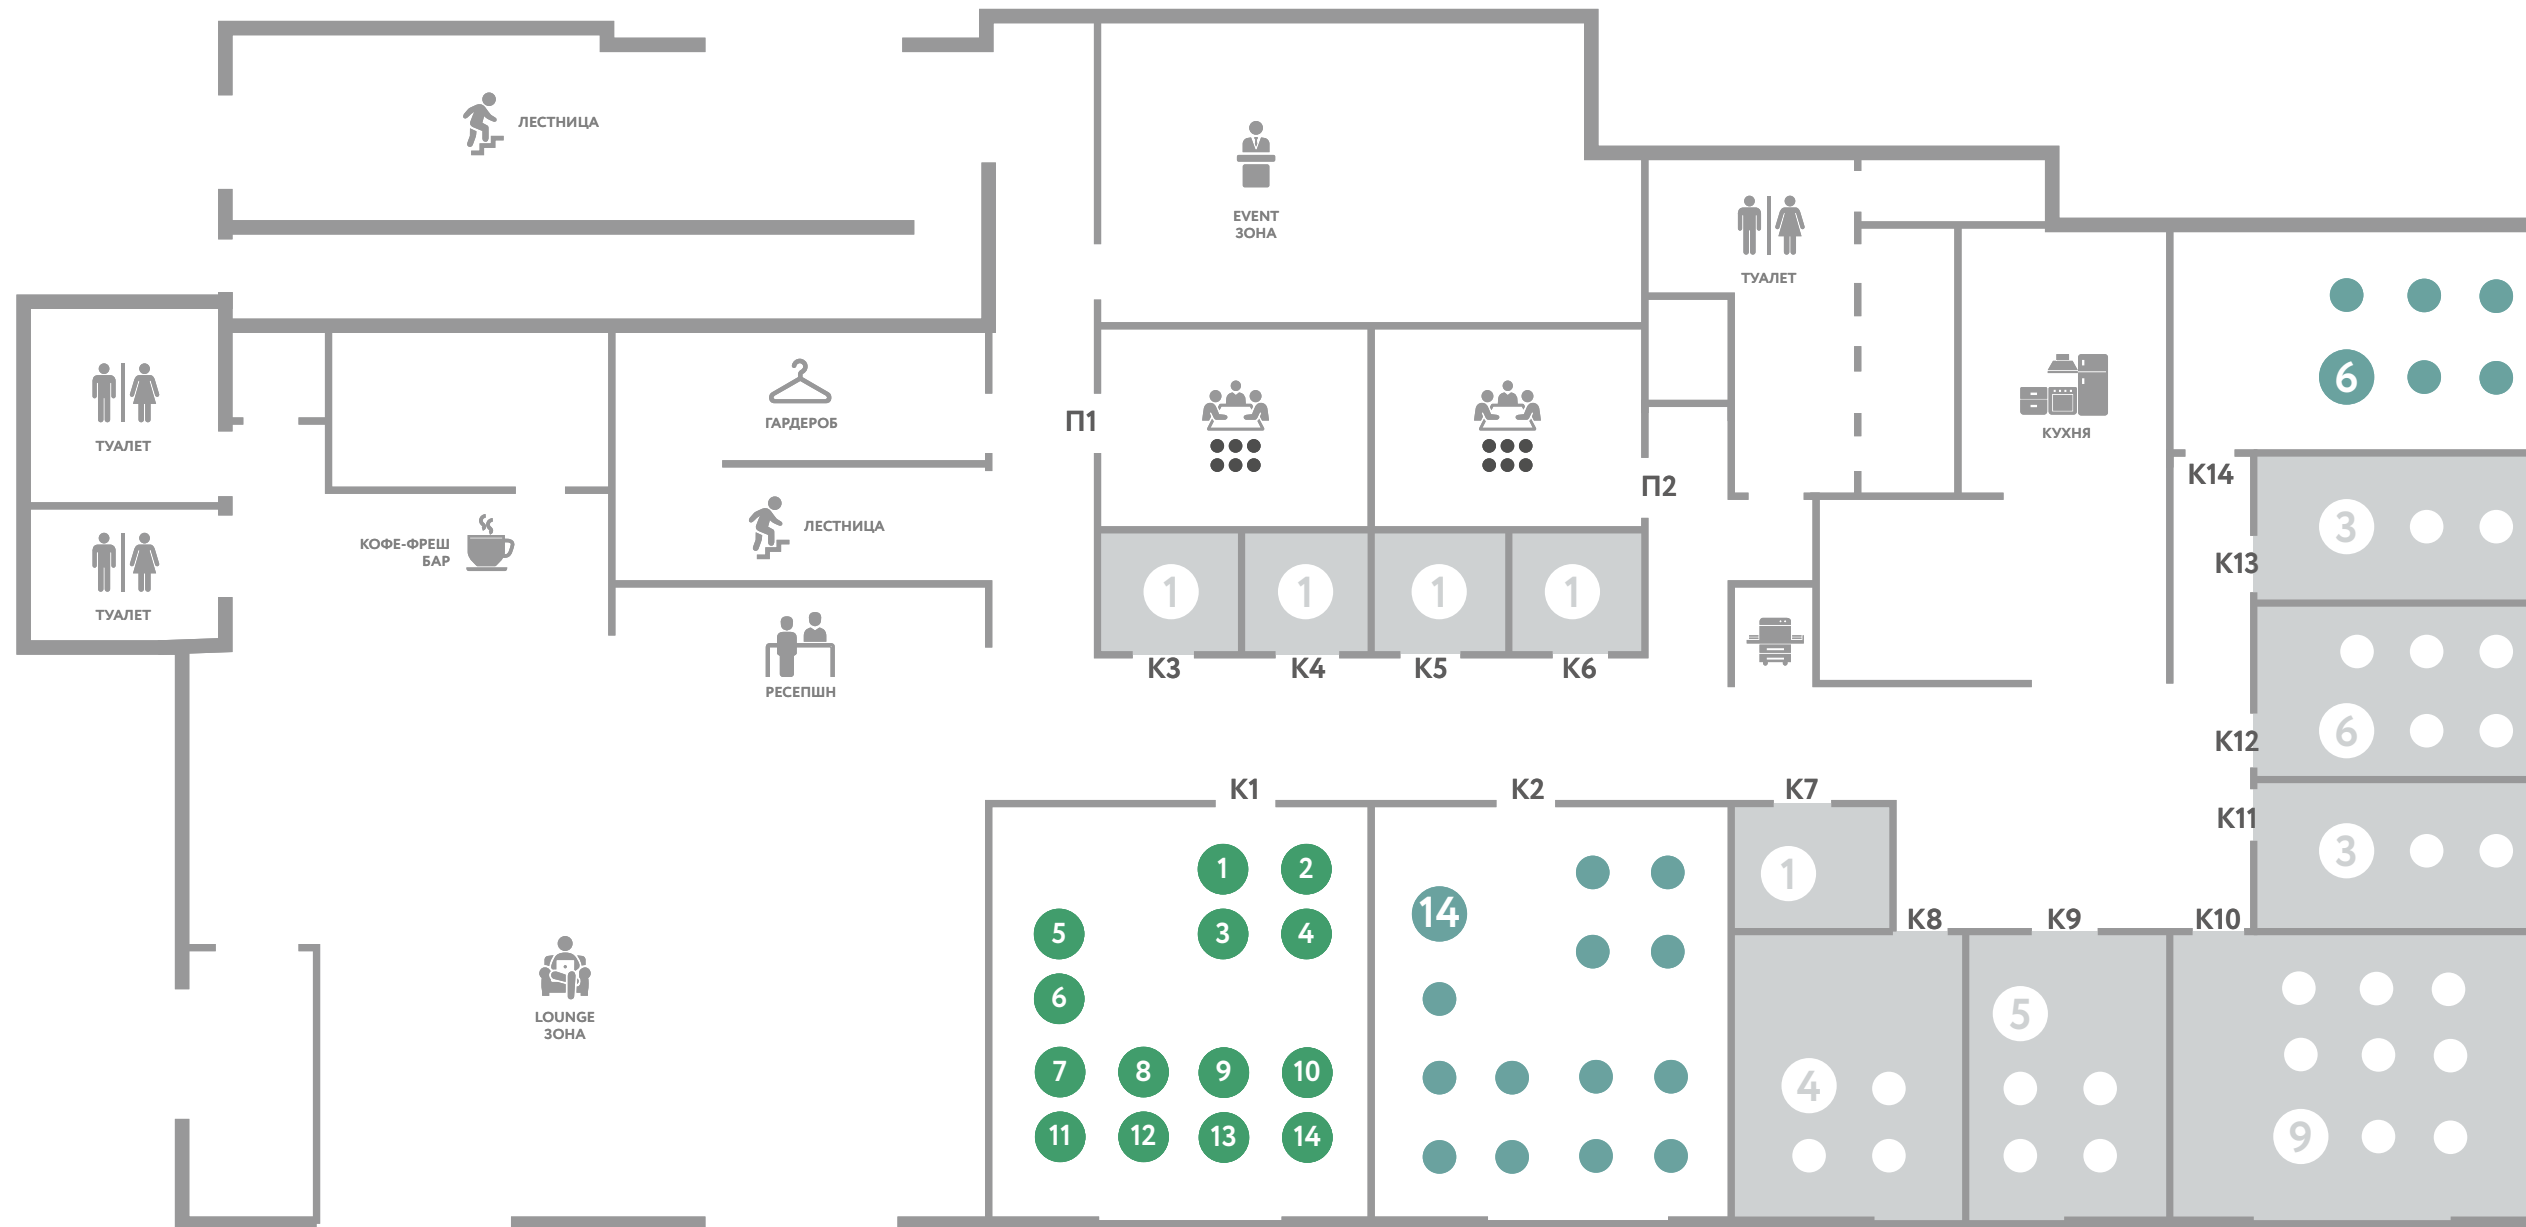 ЛЕСТНИЦА
EVENT
ЗОНА
ТУАЛЕТ
6
ГАРДЕРОБ
П1
КУХНЯ
ТУАЛЕТ
К14
П2
3
ЛЕСТНИЦА
КОФЕ-ФРЕШ
БАР
К13
1
1
1
1
ТУАЛЕТ
К3
К4
К5
К6
РЕСЕПШН
6
К12
К1
К2
К7
К11
3
1
2
1
14
К8
К9
К10
5
3
4
6
LOUNGE
ЗОНА
5
7
8
9
10
4
11
12
13
14
9